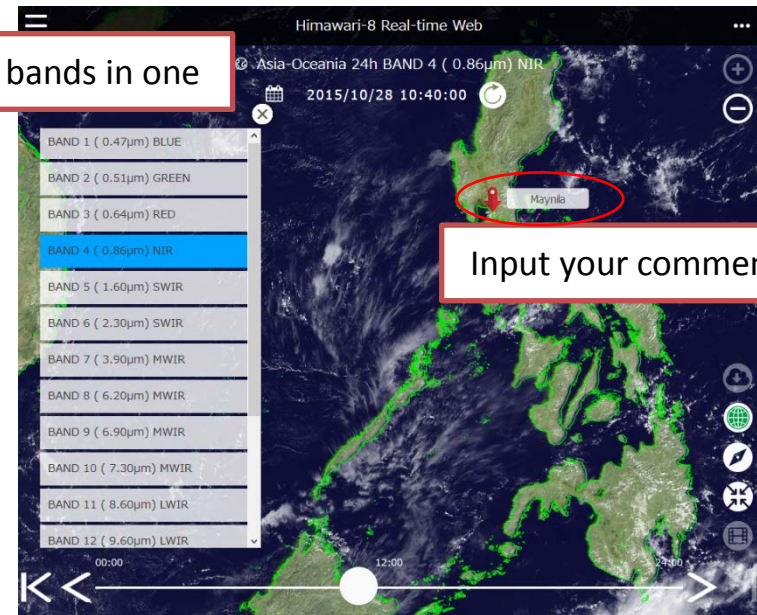 Himawari-8 Real-time Web
bands in one
Asia-Oceania 24h BAND 4 ( 0.86μm) NIR
2015/10/28 10:40:00
BAND 1 ( 0.47μm) BLUE
BAND 2 ( 0.51μm) GREEN
BAND 3 ( 0.64μm) RED
BAND 4 ( 0.86μm) NIR
BAND 5 ( 1.60μm) SWIR
BAND 6 ( 2.30μm) SWIR
BAND 7 ( 3.90μm) MWIR
BAND 8 ( 6.20μm) MWIR
BAND 9 ( 6.90μm) MWIR
BAND 10 ( 7.30μm) MWIR
BAND 11 ( 8.60μm) LWIR
BAND 12 ( 9.60μm) LWIR
Maynila
Input your
00:00
12:00
24:00